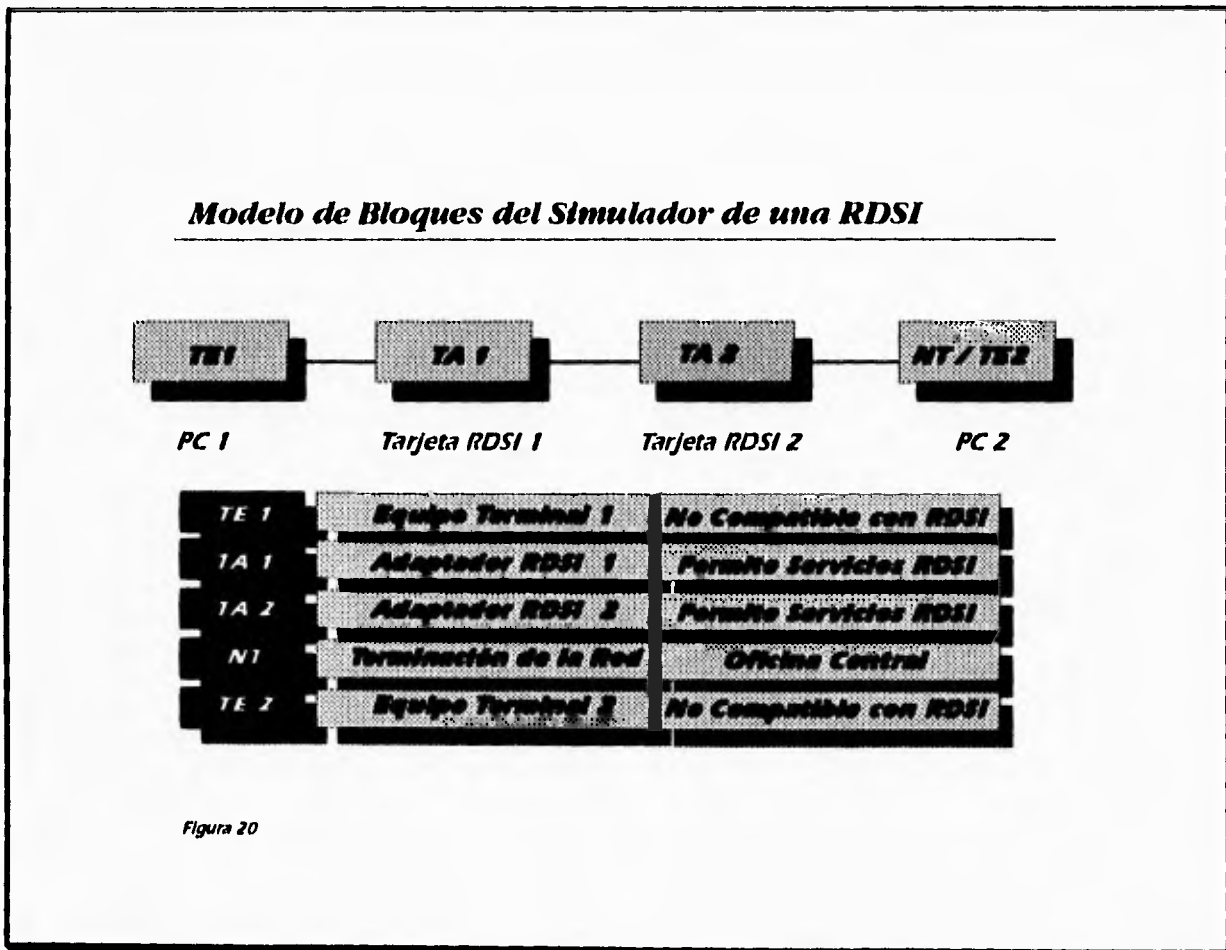 Modelo de Bloques del Simulador de una RDSI
TE1 TA 1 TA 2 NT / TE2
PC 1 Tarjeta RDSI 1 Tarjeta RDSI 2 PC 2
TE 1 Equipo Terminal 1 No Compatible con RDSI
TA 1 Adaptador RDSI 1 Permite Servicios RDSI
TA 2 Adaptador RDSI 2 Permite Servicios RDSI
NT Terminación de la Red Oficina Central
TE 2 Equipo Terminal 2 No Compatible con RDSI
Figura 20